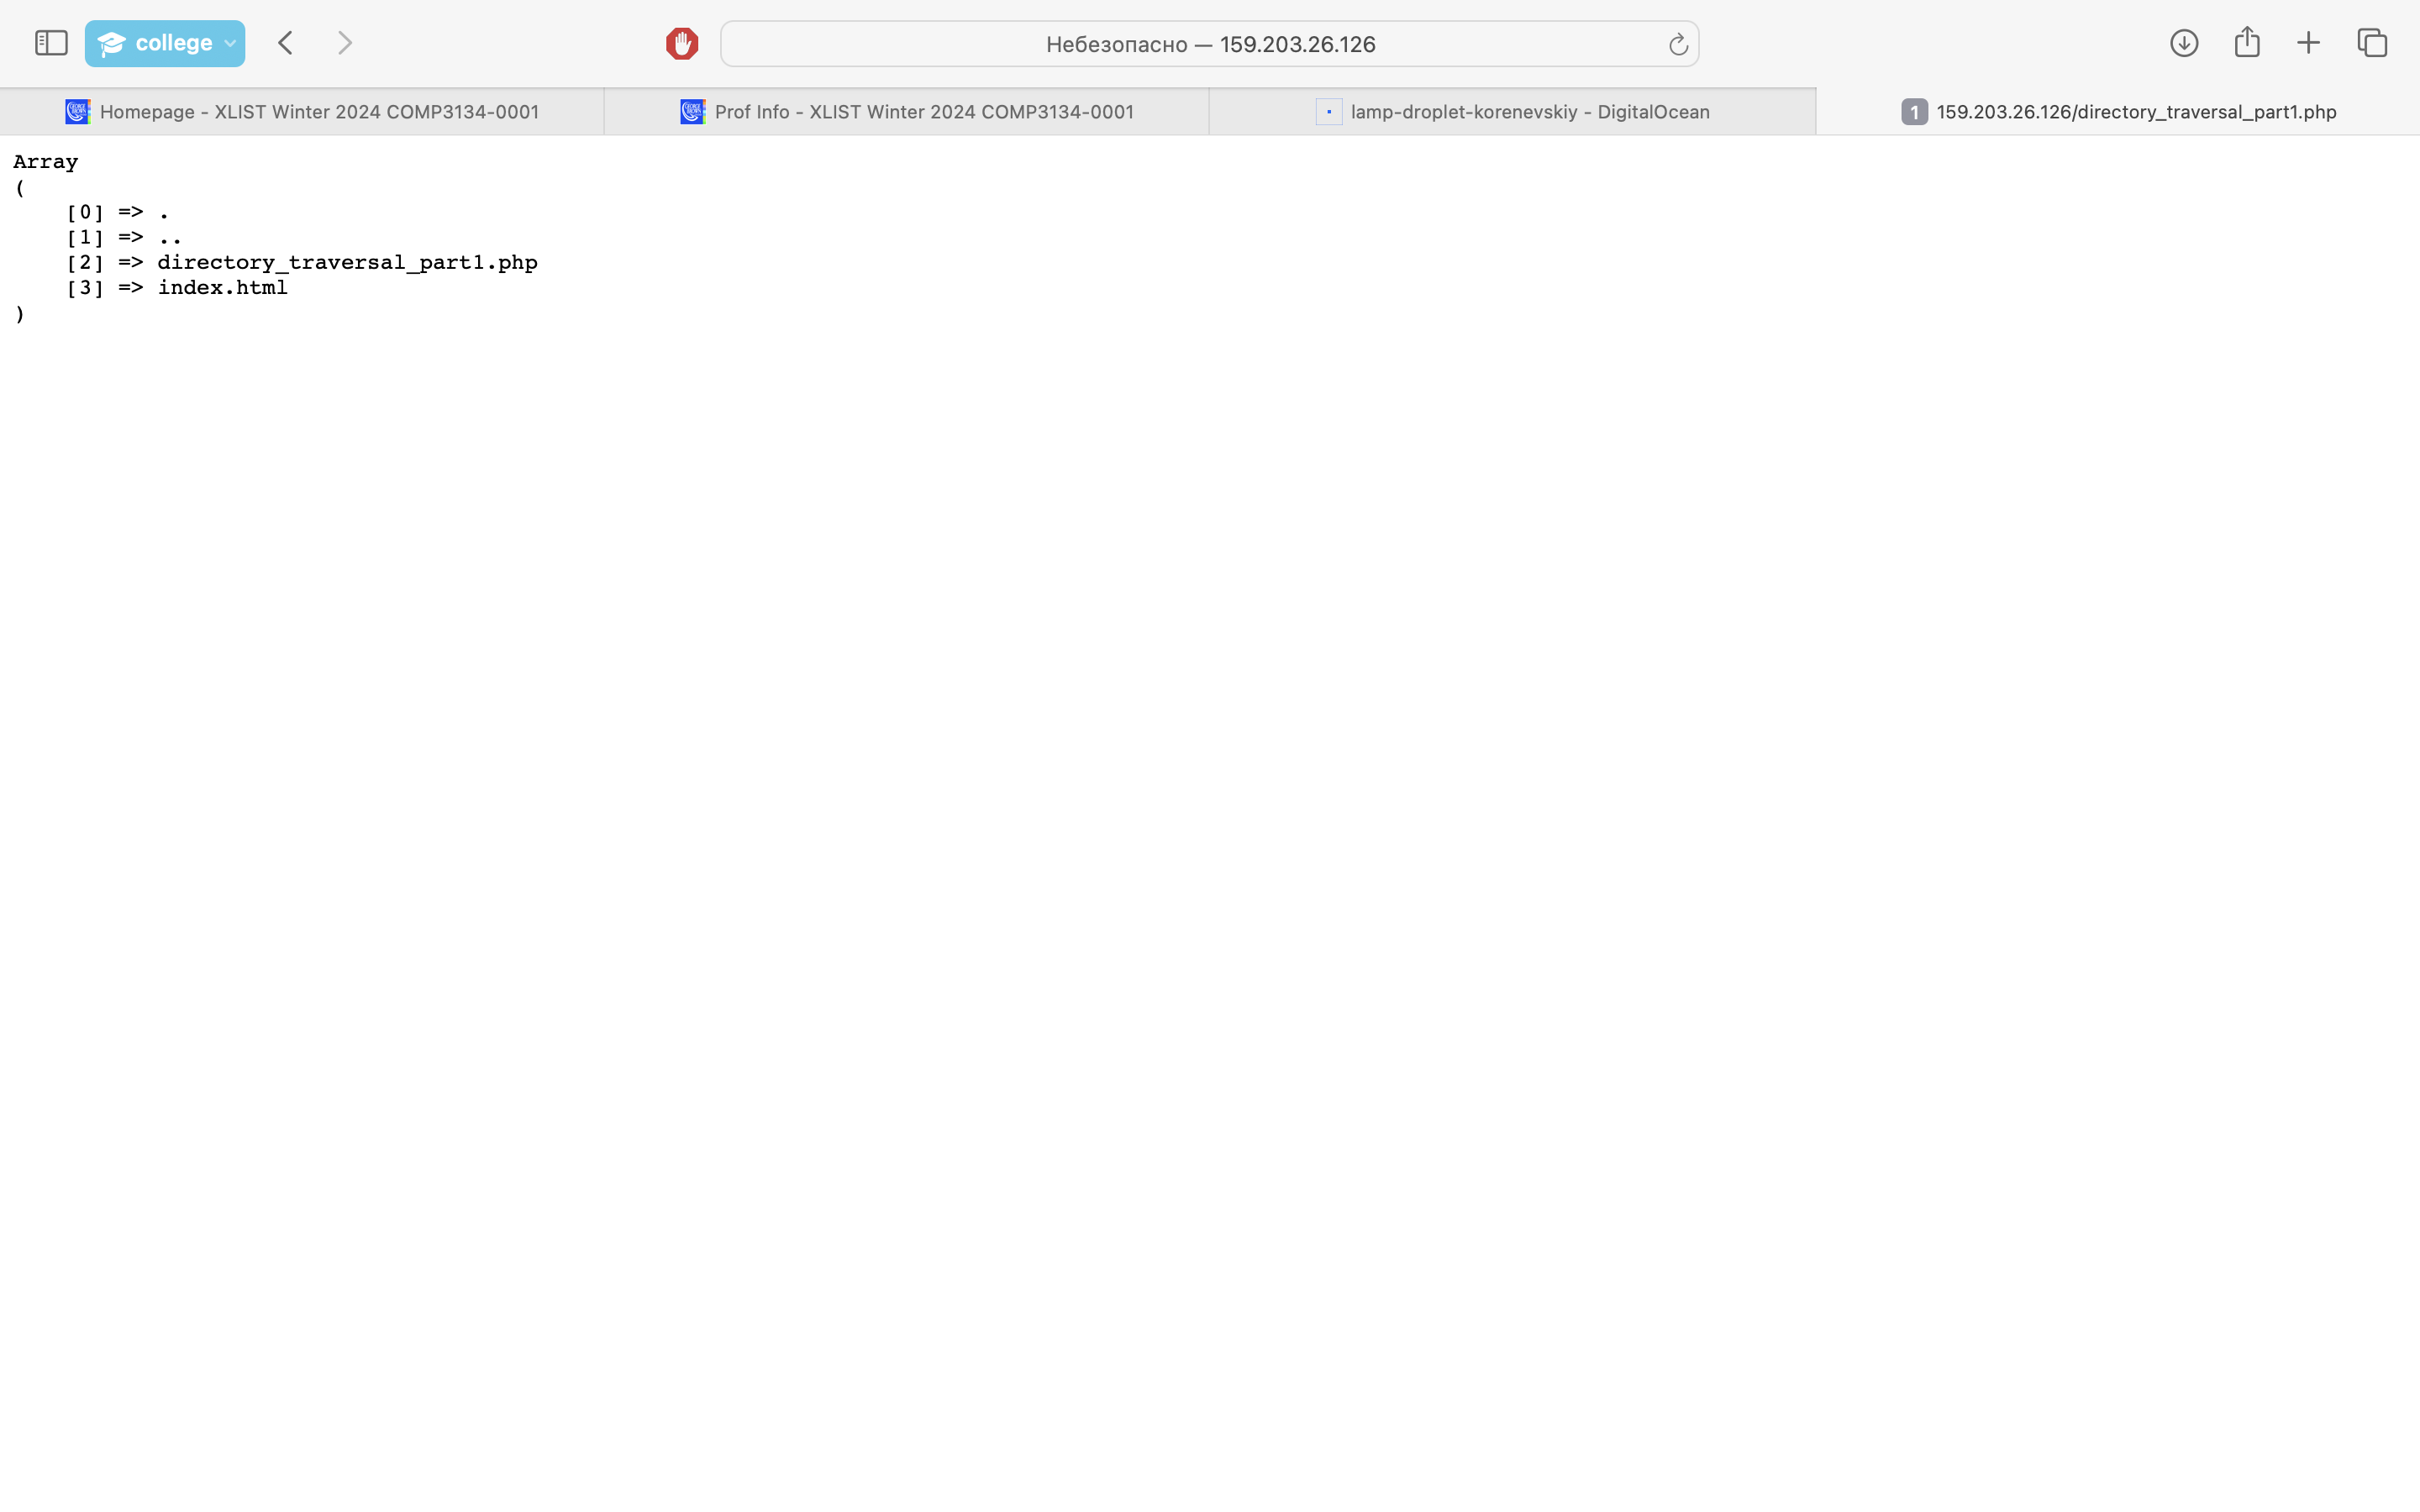 college
Небезопасно — 159.203.26.126
Homepage - XLIST Winter 2024 COMP3134-0001
Prof Info - XLIST Winter 2024 COMP3134-0001
lamp-droplet-korenevskiy - DigitalOcean
1 159.203.26.126/directory_traversal_part1.php
Array
(
    [0] => .
    [1] => ..
    [2] => directory_traversal_part1.php
    [3] => index.html
)